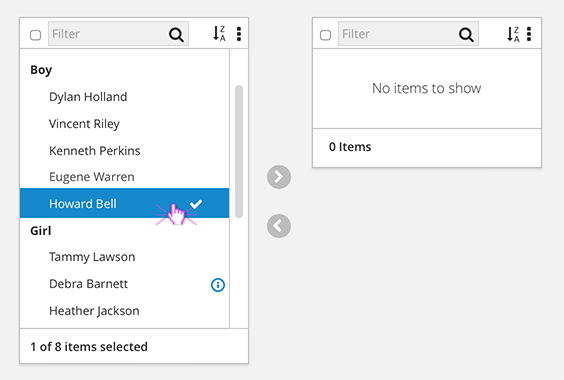 Filter
Z
A
Boy
Dylan Holland
Vincent Riley
Kenneth Perkins
Eugene Warren
Howard Bell
Girl
Tammy Lawson
Debra Barnett
Heather Jackson
1 of 8 items selected
Filter
Z
A
No items to show
0 Items